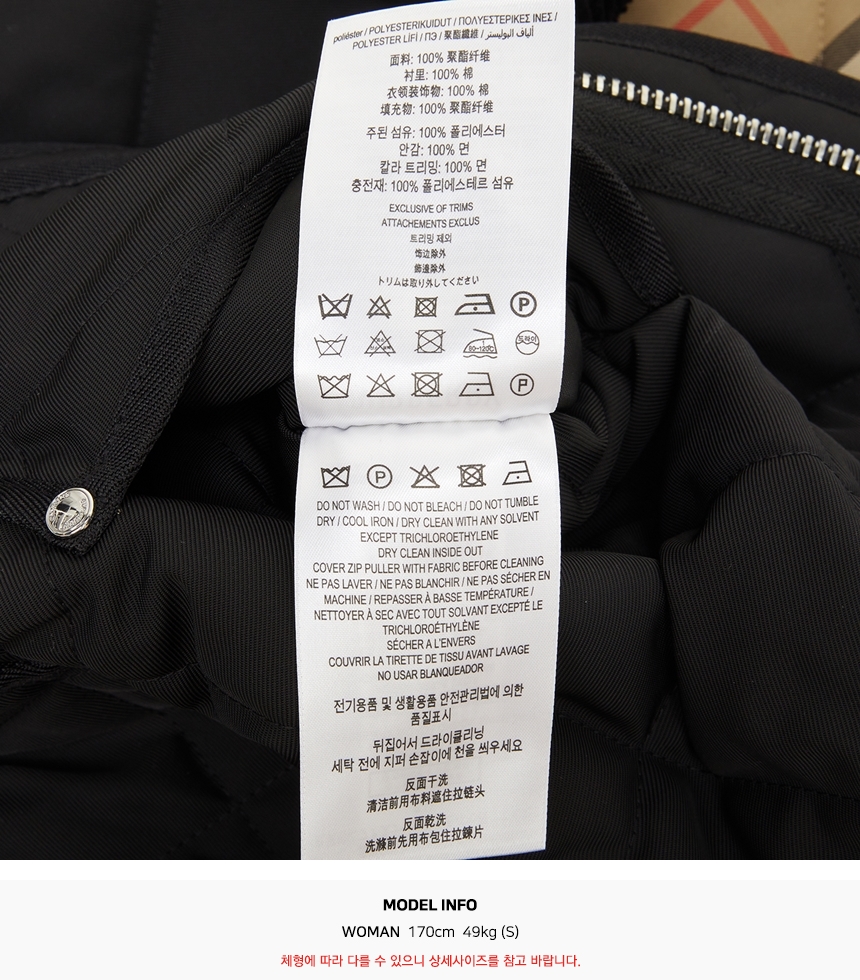 poliéster / POLYESTERIKUIDUT / ΠΟΛΥΕΣΤΕΡΙΚΕΣ ΙΝΕΣ /
POLYESTER LİFİ / ПЭ / 聚酯纖維 / ألياف البوليستر
面料: 100% 聚酯纤维
衬里: 100% 棉
衣领装饰物: 100% 棉
填充物: 100% 聚酯纤维
주된 섬유: 100% 폴리에스터
안감: 100% 면
칼라 트리밍: 100% 면
충전재: 100% 폴리에스테르 섬유
EXCLUSIVE OF TRIMS
ATTACHEMENTS EXCLUS
트리밍 제외
饰边除外
飾邊除外
トリムは取り外してください
P
80~120℃
드라이
P
P
DO NOT WASH / DO NOT BLEACH / DO NOT TUMBLE
DRY / COOL IRON / DRY CLEAN WITH ANY SOLVENT
EXCEPT TRICHLOROETHYLENE
DRY CLEAN INSIDE OUT
COVER ZIP PULLER WITH FABRIC BEFORE CLEANING
NE PAS LAVER / NE PAS BLANCHIR / NE PAS SÉCHER EN
MACHINE / REPASSER À BASSE TEMPÉRATURE /
NETTOYER À SEC AVEC TOUT SOLVANT EXCEPTÉ LE
TRICHLOROÉTHYLÈNE
SÉCHER A L'ENVERS
COUVRIR LA TIRETTE DE TISSU AVANT LAVAGE
NO USAR BLANQUEADOR
전기용품 및 생활용품 안전관리법에 의한
품질표시
뒤집어서 드라이클리닝
세탁 전에 지퍼 손잡이에 천을 씌우세요
反面干洗
清洁前用布料遮住拉链头
反面乾洗
洗滌前先用布包住拉鍊片
MODEL INFO
WOMAN 170cm 49kg (S)
체형에 따라 다를 수 있으니 상세사이즈를 참고 바랍니다.